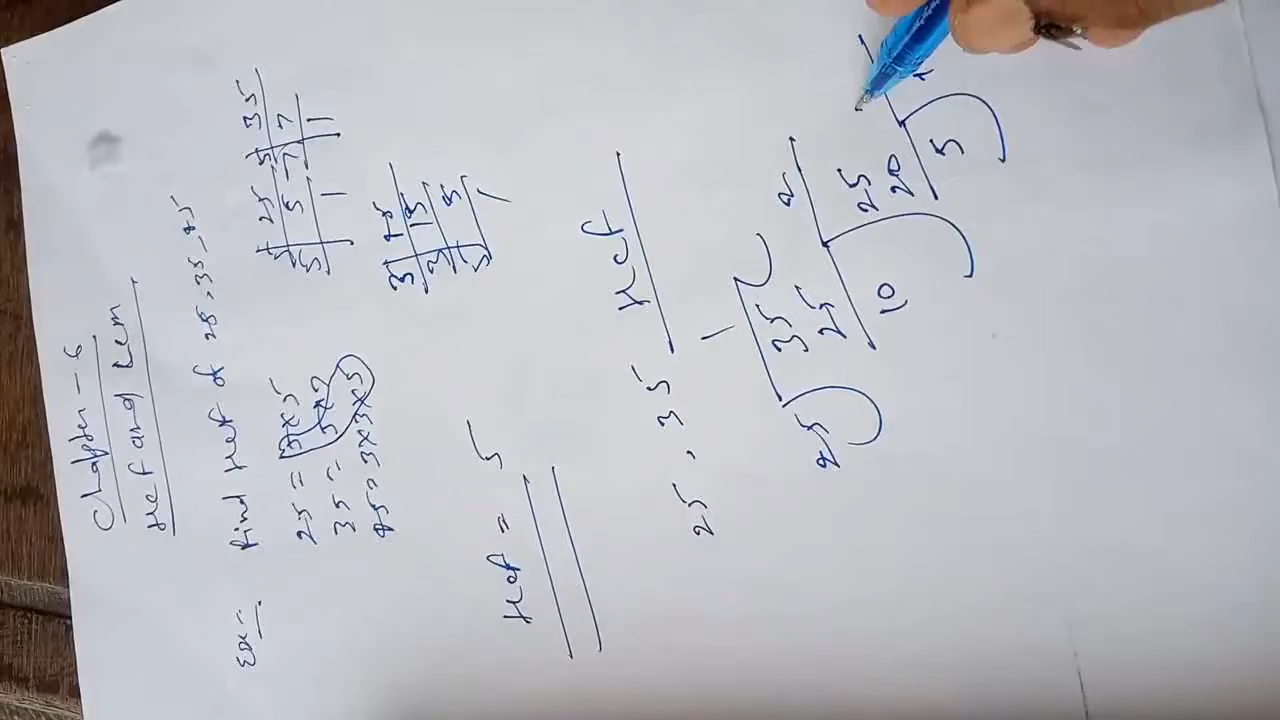 Chapter - 6
Hcf and Lcm
Ex= Find Hcf of 25, 35, 45
25 = 5×5
35 = 5×7
45 = 3×3×5
5 25
5 5
1
5 35
7 7
1
3 45
3 15
5 5
1
Hcf = 5
25, 35 Hcf
1
25 35
25
2
10 25
20
5